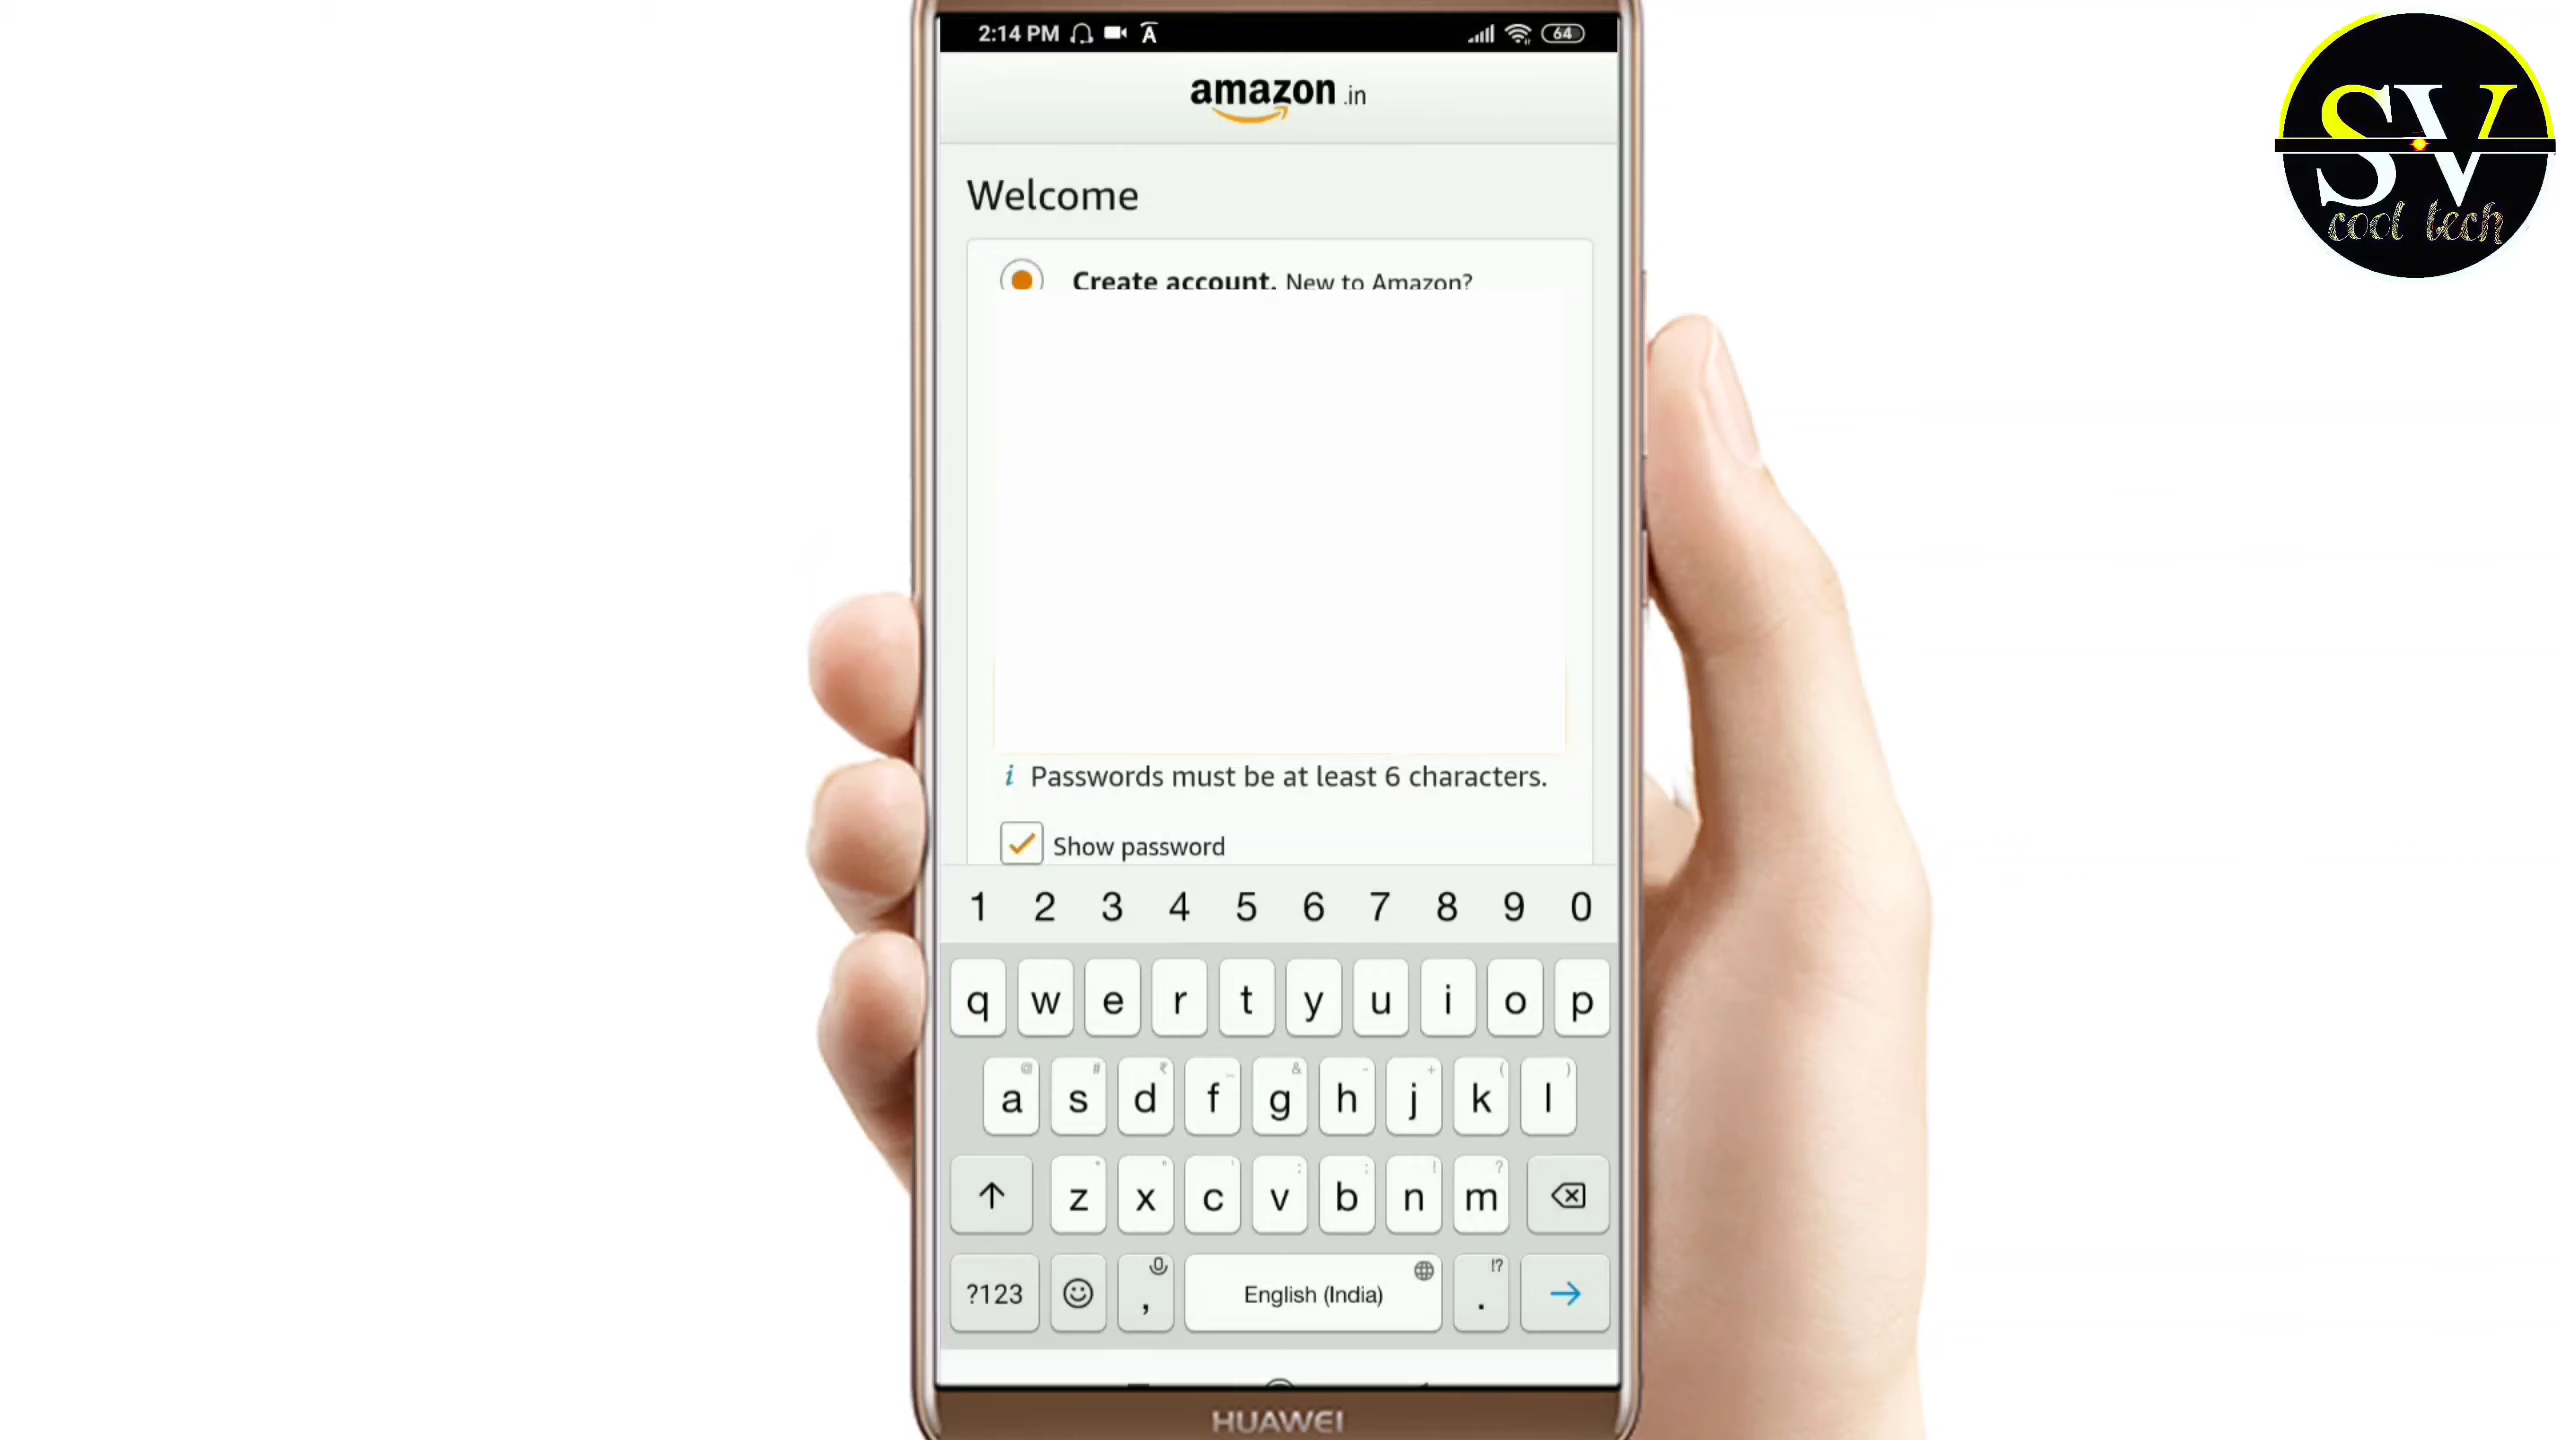 2:14 PM
64
amazon.in
SV
cool tech
Welcome
Create account. New to Amazon?
i Passwords must be at least 6 characters.
Show password
1 2 3 4 5 6 7 8 9 0
q w e r t y u i o p
@ # ₹ _ & - + ( )
a s d f g h j k l
* " ' : ; ! ?
z x c v b n m
!?
?123 , English (India) .
HUAWEI